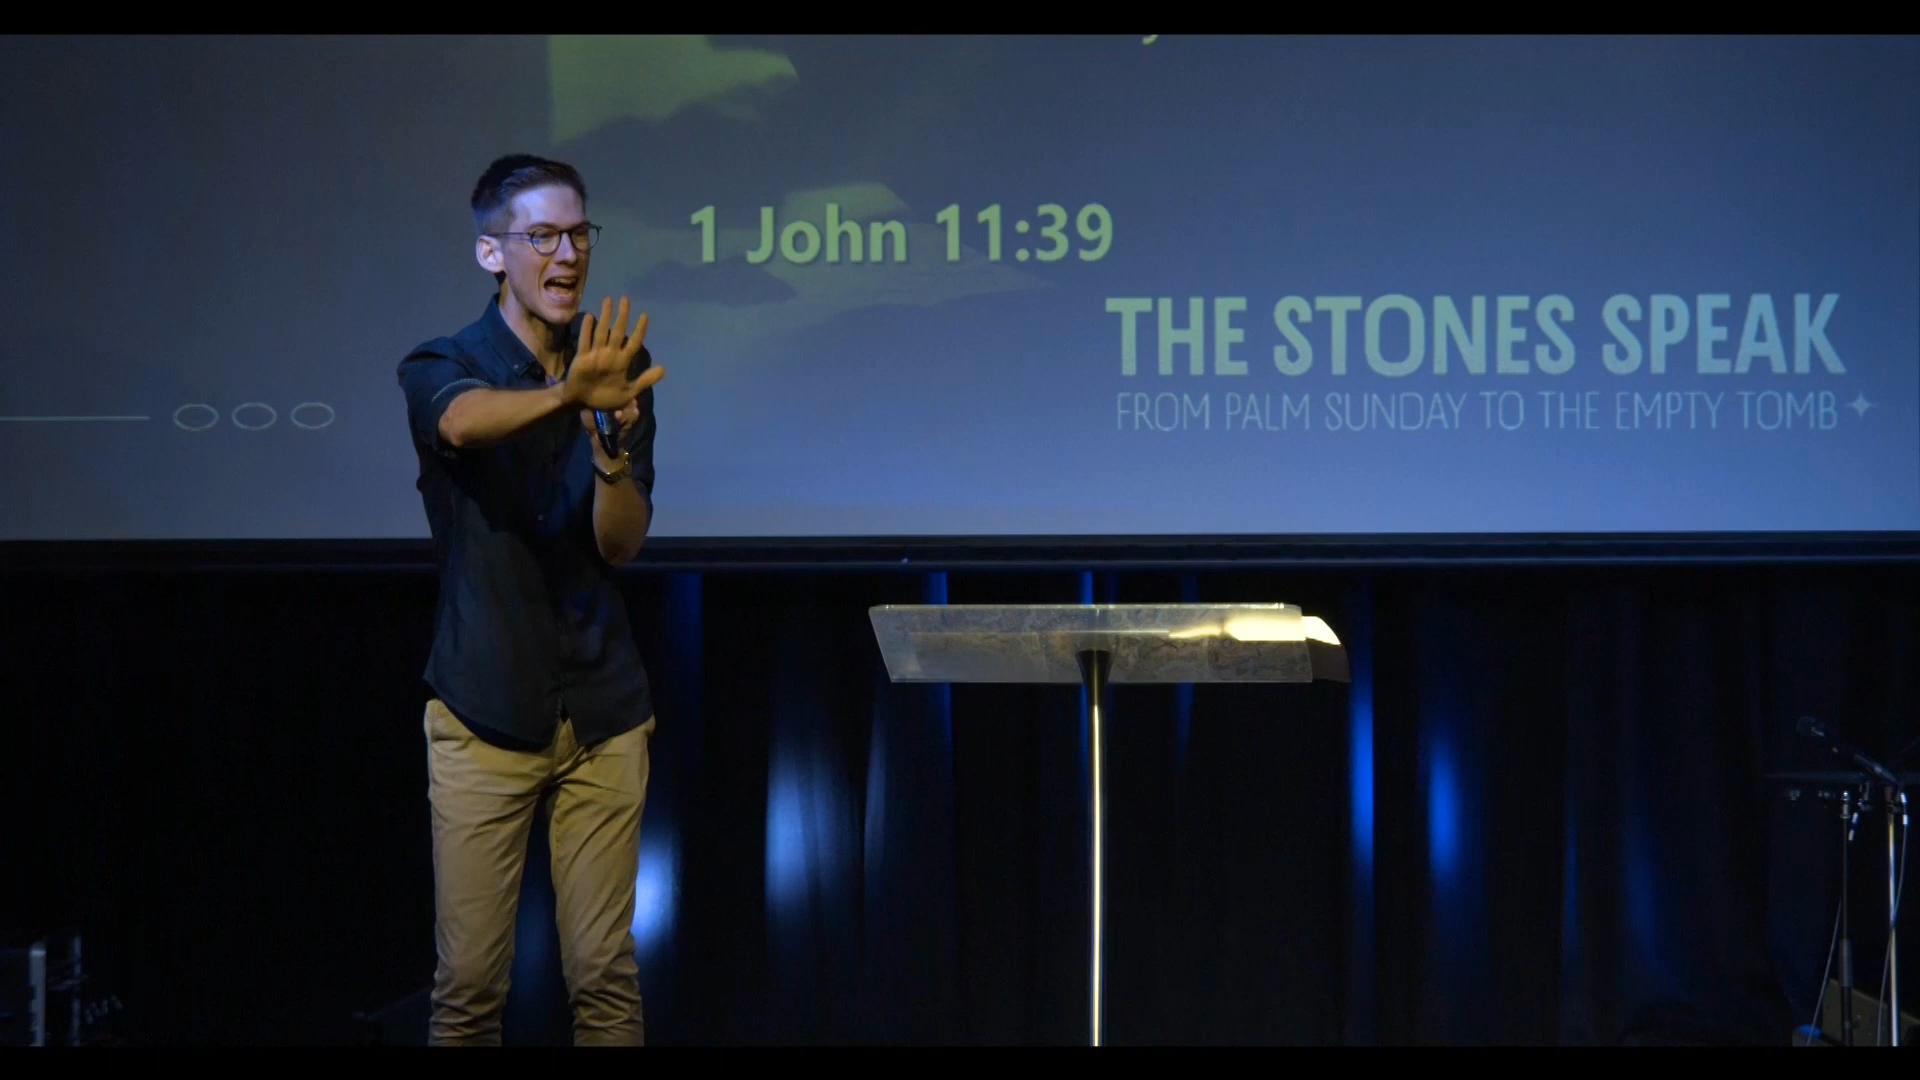 1 John 11:39
THE STONES SPEAK
FROM PALM SUNDAY TO THE EMPTY TOMB